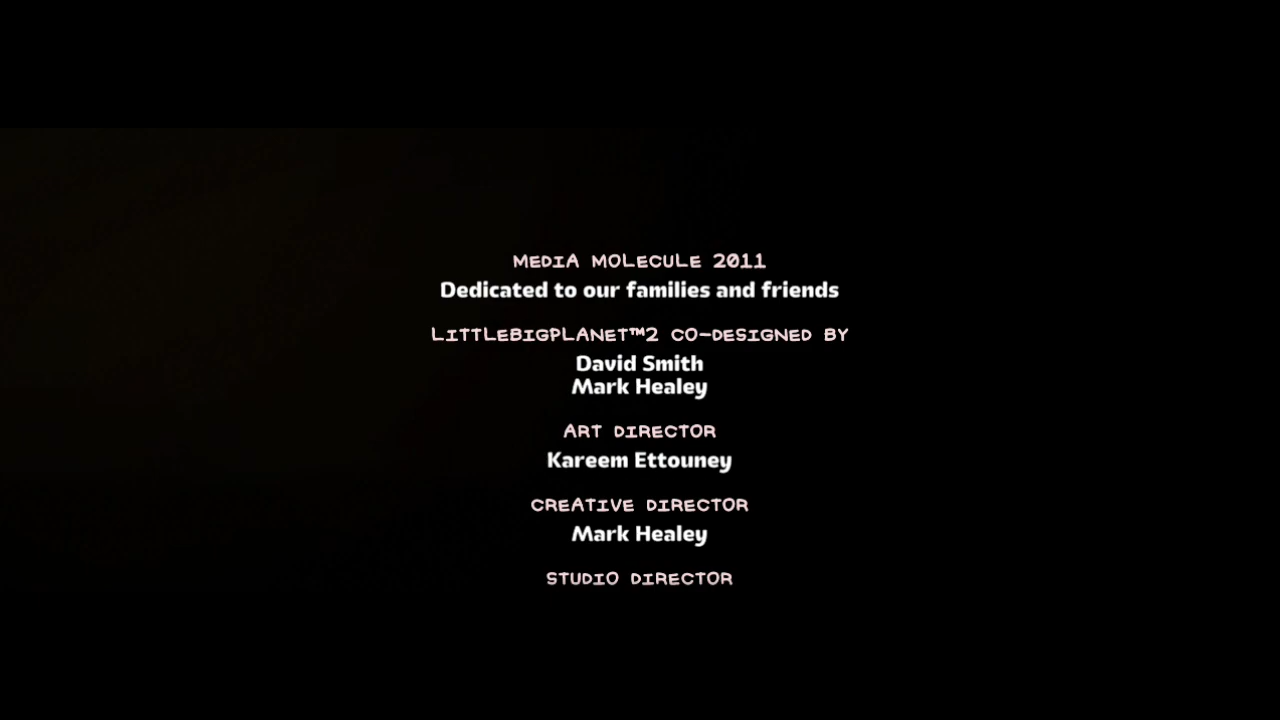 MEDIA MOLECULE 2011
Dedicated to our families and friends
LITTLEBIGPLANET™2 CO-DESIGNED BY
David Smith
Mark Healey
ART DIRECTOR
Kareem Ettouney
CREATIVE DIRECTOR
Mark Healey
STUDIO DIRECTOR